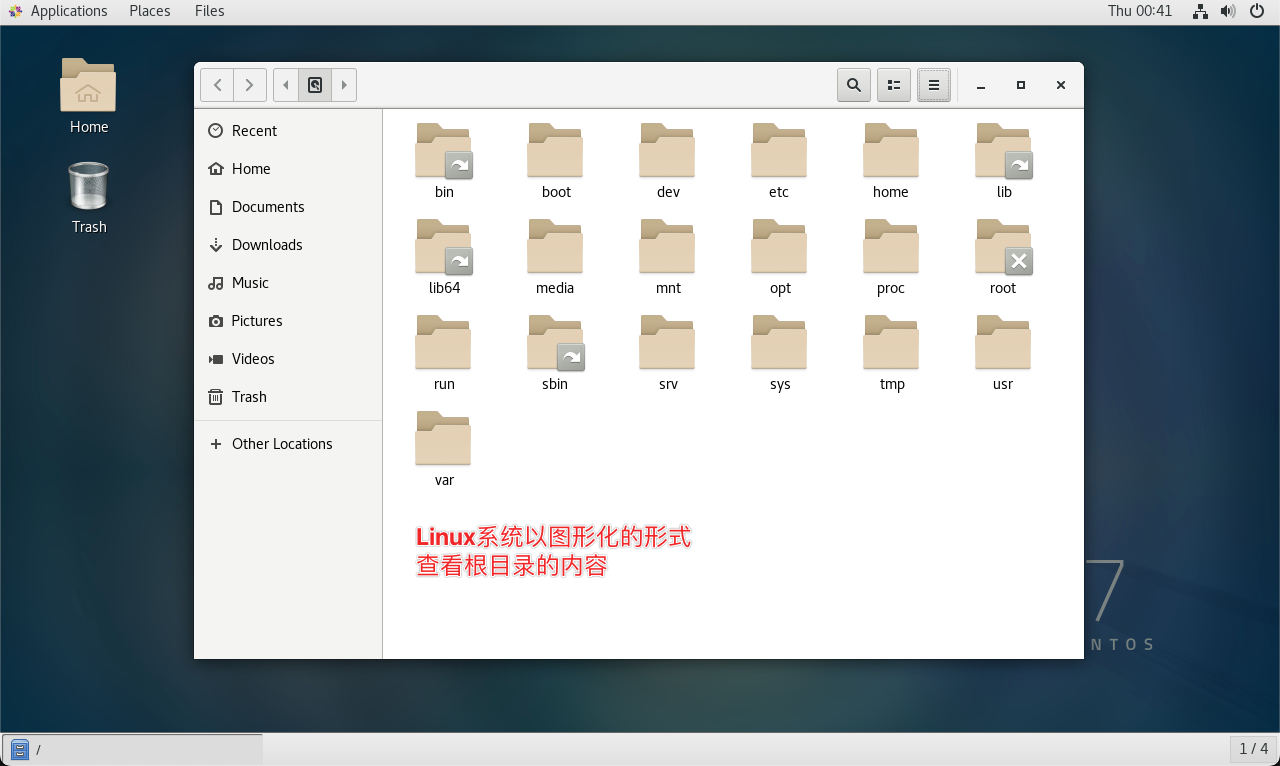 Applications Places Files Thu 00:41
Home
Trash
Recent
Home
Documents
Downloads
Music
Pictures
Videos
Trash
Other Locations
bin boot dev etc home lib
lib64 media mnt opt proc root
run sbin srv sys tmp usr
var
Linux系统以图形化的形式
查看根目录的内容
7
NTOS
/
1 / 4